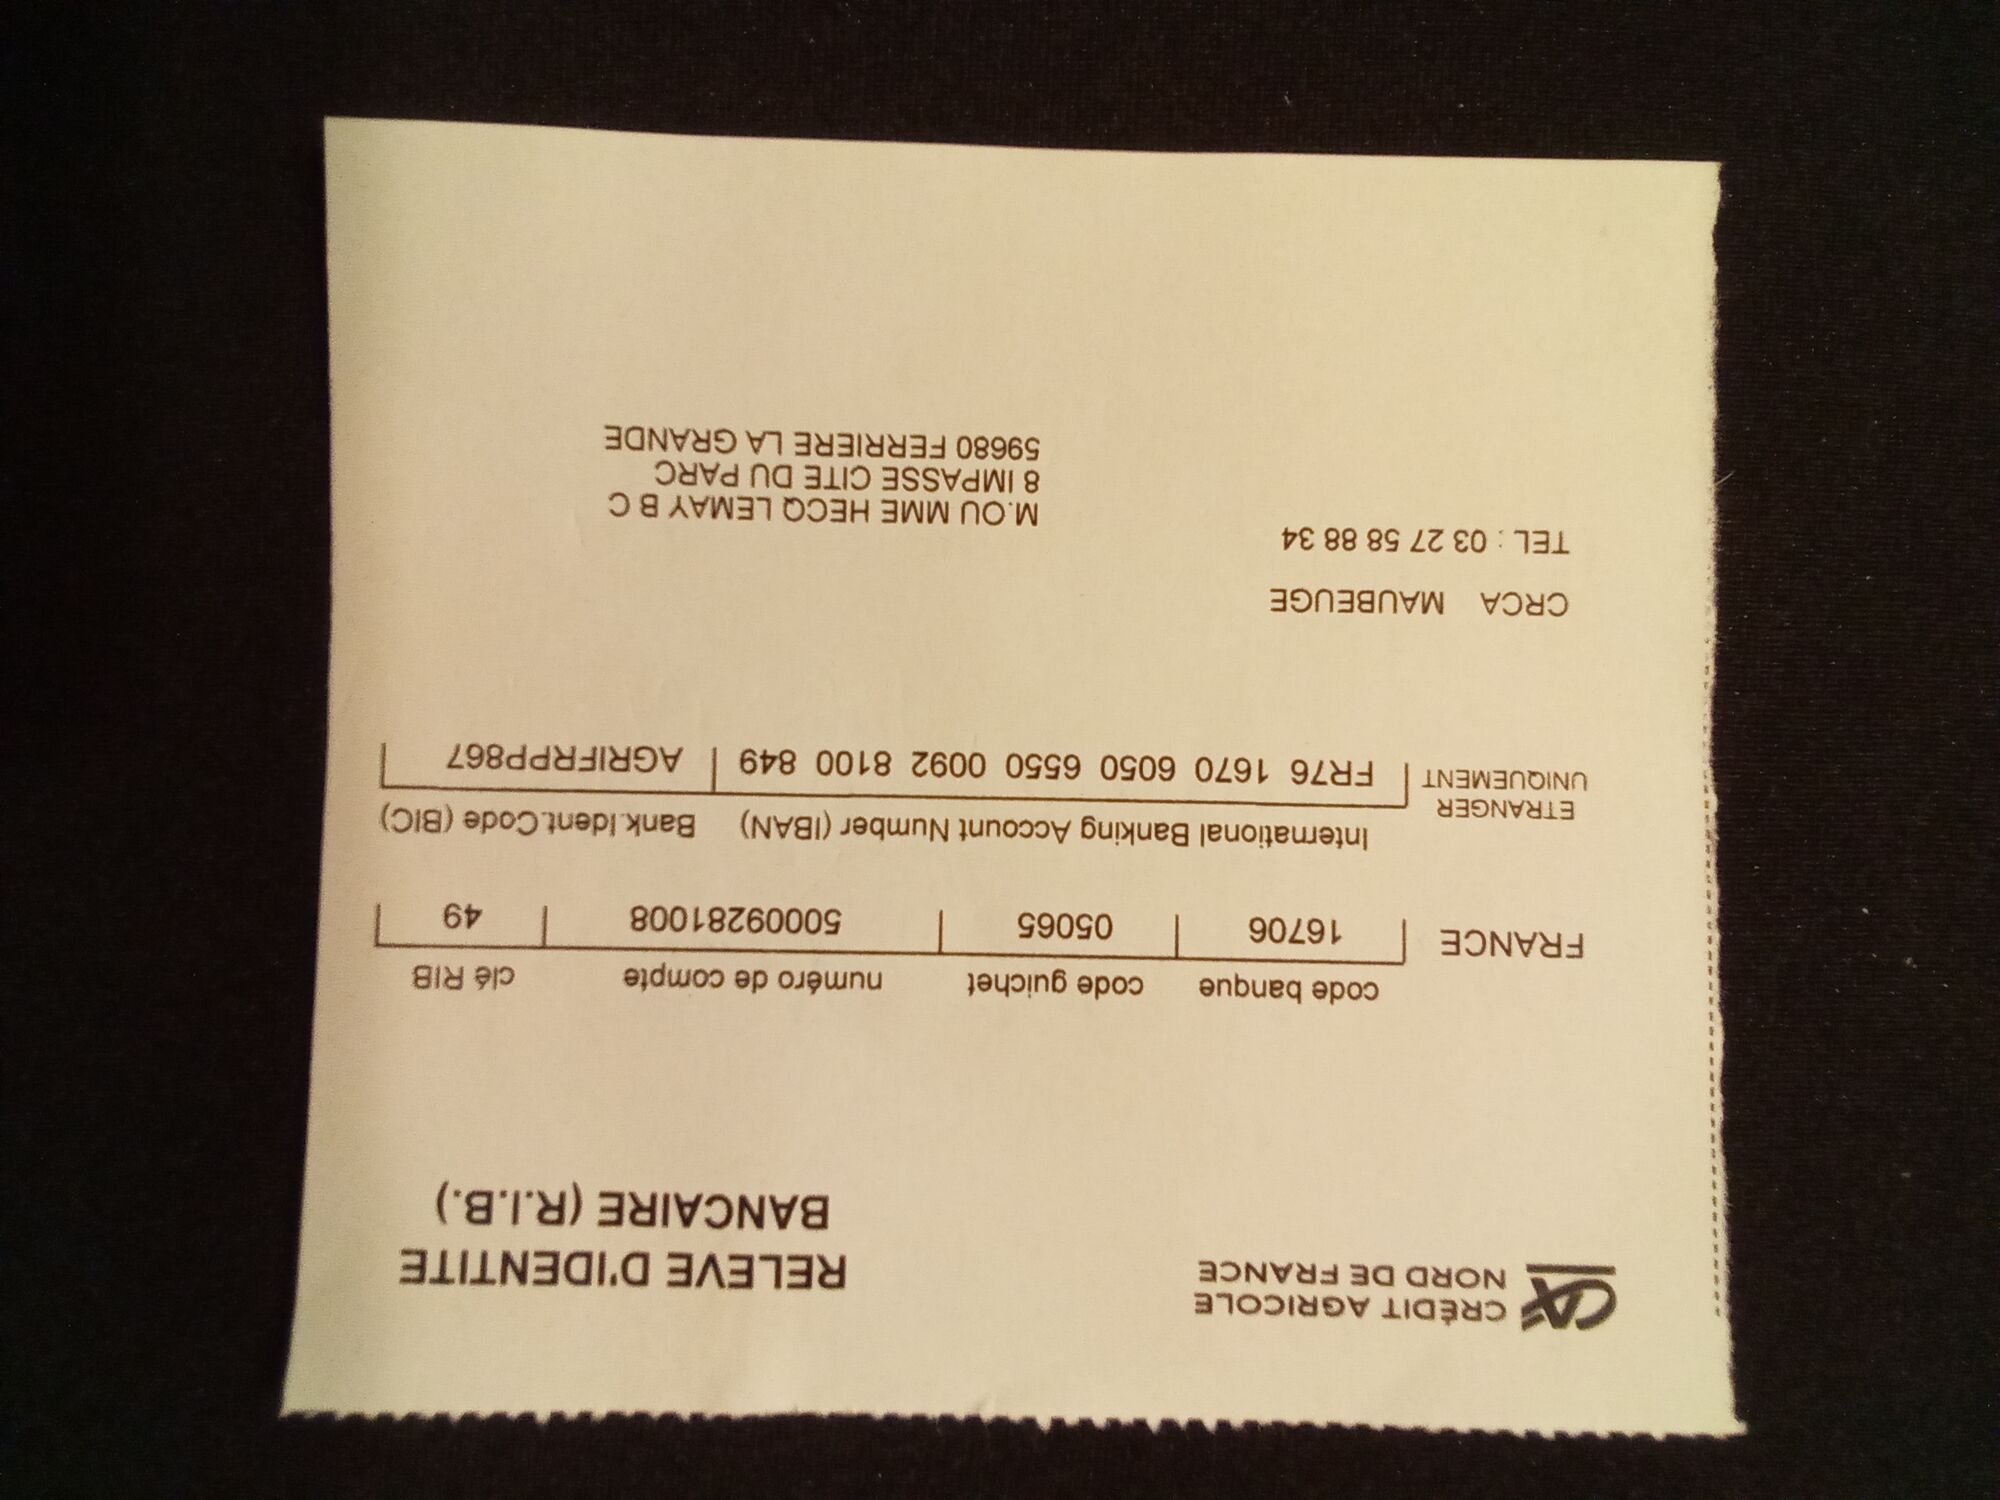 CRÉDIT AGRICOLE
NORD DE FRANCE
RELEVE D'IDENTITE
BANCAIRE (R.I.B.)
code banque code guichet numéro de compte clé RIB
FRANCE 16706 05065 50009281008 49
International Banking Account Number (IBAN) Bank.Ident.Code (BIC)
ETRANGER
UNIQUEMENT FR76 1670 6050 6550 0092 8100 849 AGRIFRPP867
CRCA MAUBEUGE
TEL : 03 27 58 88 34
M.OU MME HECQ LEMAY B C
8 IMPASSE CITE DU PARC
59680 FERRIERE LA GRANDE